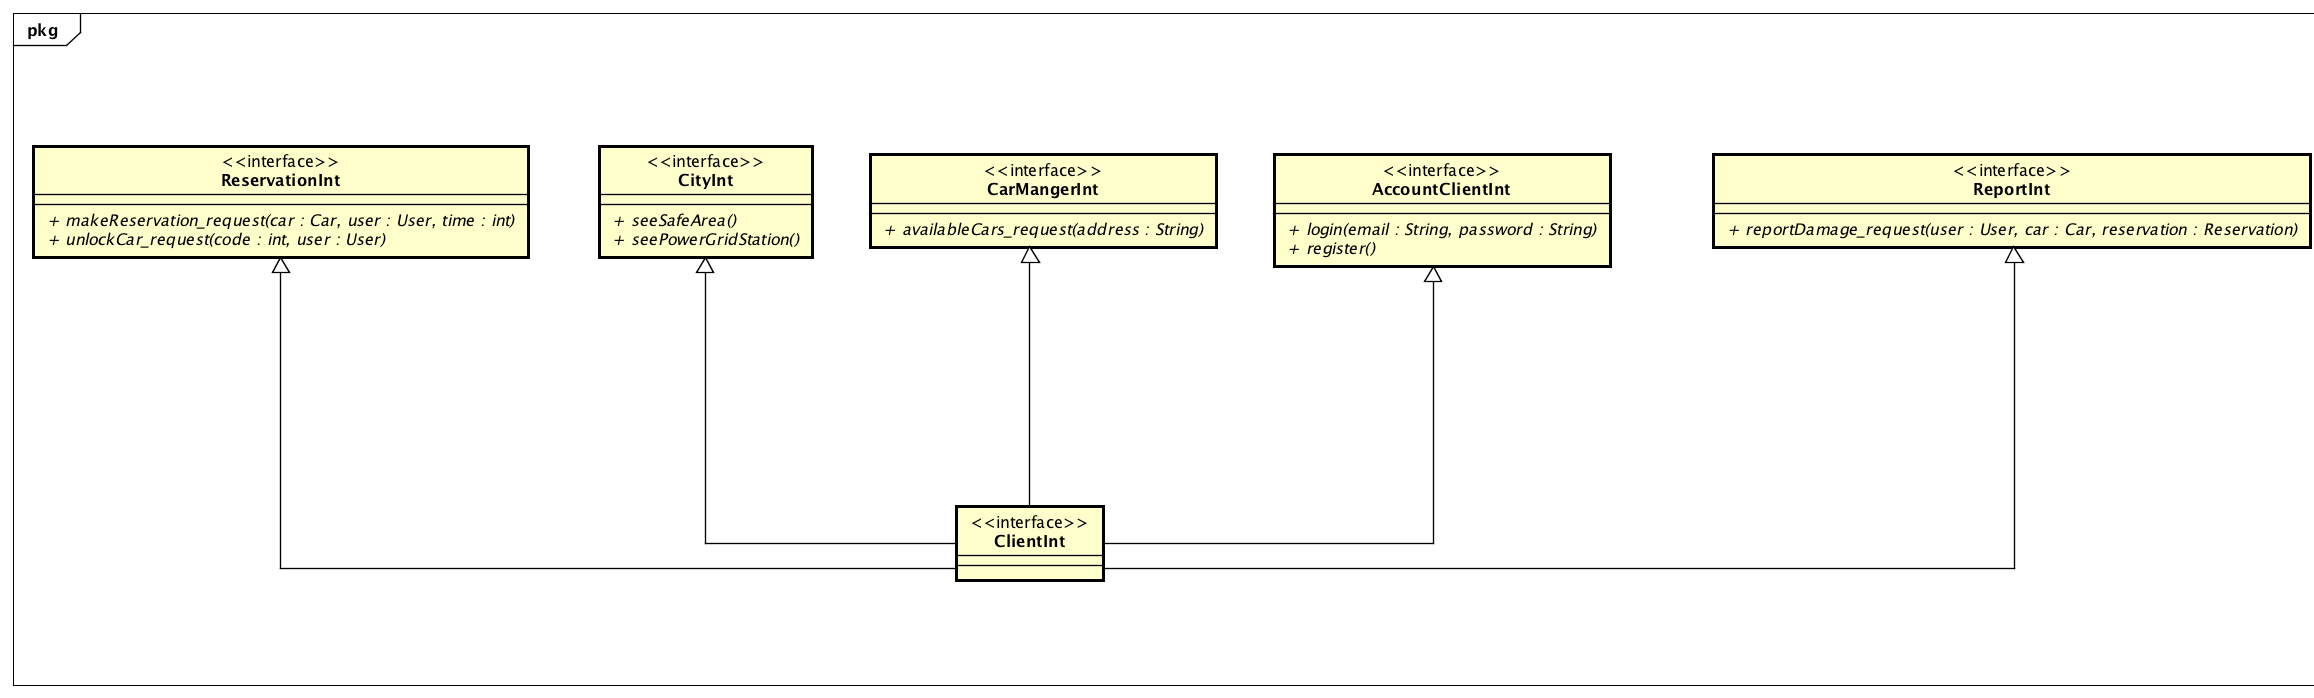 pkg
<<interface>>
ReservationInt
+ makeReservation_request(car : Car, user : User, time : int)
+ unlockCar_request(code : int, user : User)
<<interface>>
CityInt
+ seeSafeArea()
+ seePowerGridStation()
<<interface>>
CarMangerInt
+ availableCars_request(address : String)
<<interface>>
AccountClientInt
+ login(email : String, password : String)
+ register()
<<interface>>
ReportInt
+ reportDamage_request(user : User, car : Car, reservation : Reservation)
<<interface>>
ClientInt